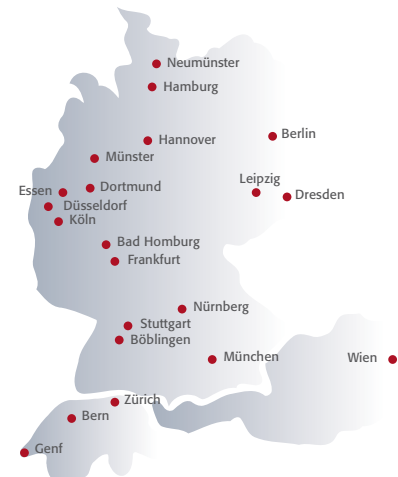 Neumünster
Hamburg
Hannover
Berlin
Münster
Leipzig
Essen
Dortmund
Dresden
Düsseldorf
Köln
Bad Homburg
Frankfurt
Nürnberg
Stuttgart
Böblingen
München
Wien
Zürich
Bern
Genf